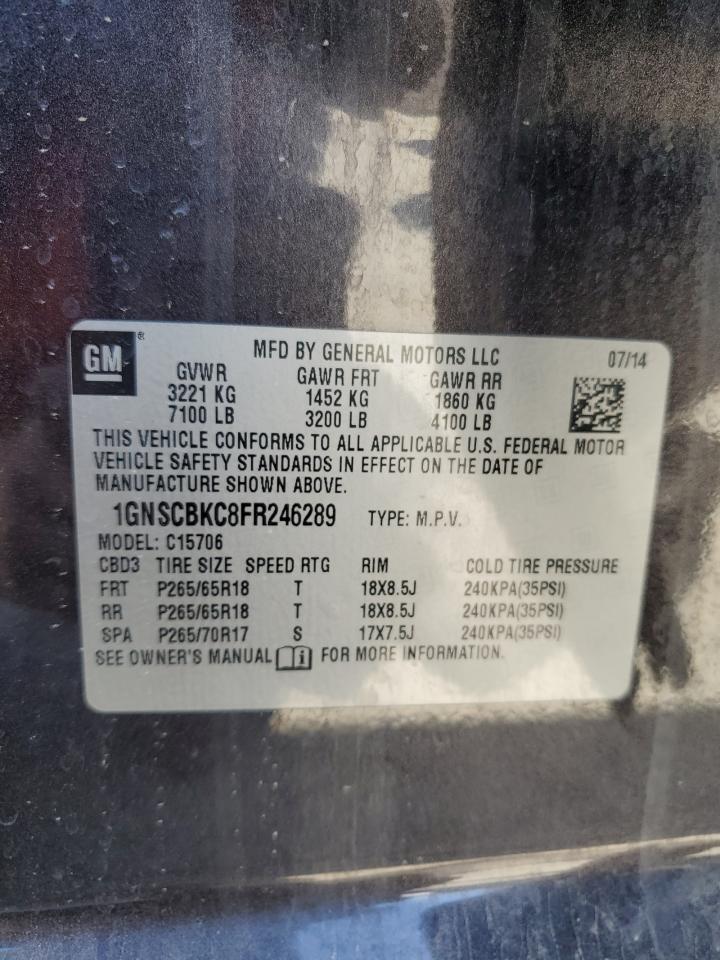 GM ®
MFD BY GENERAL MOTORS LLC 07/14
GVWR GAWR FRT GAWR RR
3221 KG 1452 KG 1860 KG
7100 LB 3200 LB 4100 LB
THIS VEHICLE CONFORMS TO ALL APPLICABLE U.S. FEDERAL MOTOR
VEHICLE SAFETY STANDARDS IN EFFECT ON THE DATE OF
MANUFACTURE SHOWN ABOVE.
1GNSCBKC8FR246289 TYPE: M.P.V.
MODEL: C15706
CBD3 TIRE SIZE SPEED RTG RIM COLD TIRE PRESSURE
FRT P265/65R18 T 18X8.5J 240KPA(35PSI)
RR P265/65R18 T 18X8.5J 240KPA(35PSI)
SPA P265/70R17 S 17X7.5J 240KPA(35PSI)
SEE OWNER'S MANUAL i FOR MORE INFORMATION.